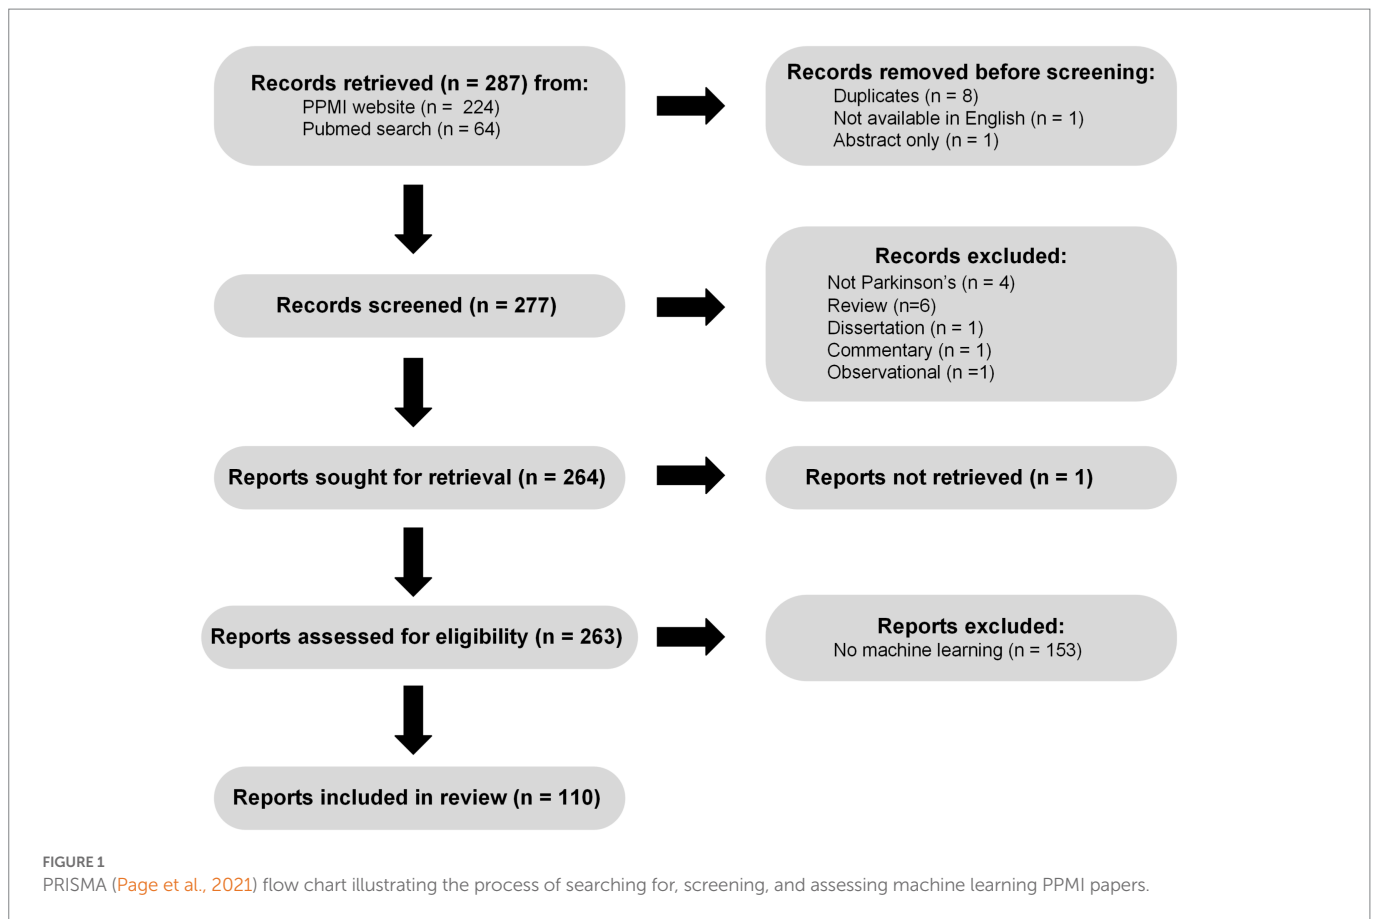 Records retrieved (n = 287) from:
PPMI website (n = 224)
Pubmed search (n = 64)
Records removed before screening:
Duplicates (n = 8)
Not available in English (n = 1)
Abstract only (n = 1)
Records screened (n = 277)
Records excluded:
Not Parkinson's (n = 4)
Review (n=6)
Dissertation (n = 1)
Commentary (n = 1)
Observational (n =1)
Reports sought for retrieval (n = 264)
Reports not retrieved (n = 1)
Reports assessed for eligibility (n = 263)
Reports excluded:
No machine learning (n = 153)
Reports included in review (n = 110)
FIGURE 1
PRISMA (Page et al., 2021) flow chart illustrating the process of searching for, screening, and assessing machine learning PPMI papers.